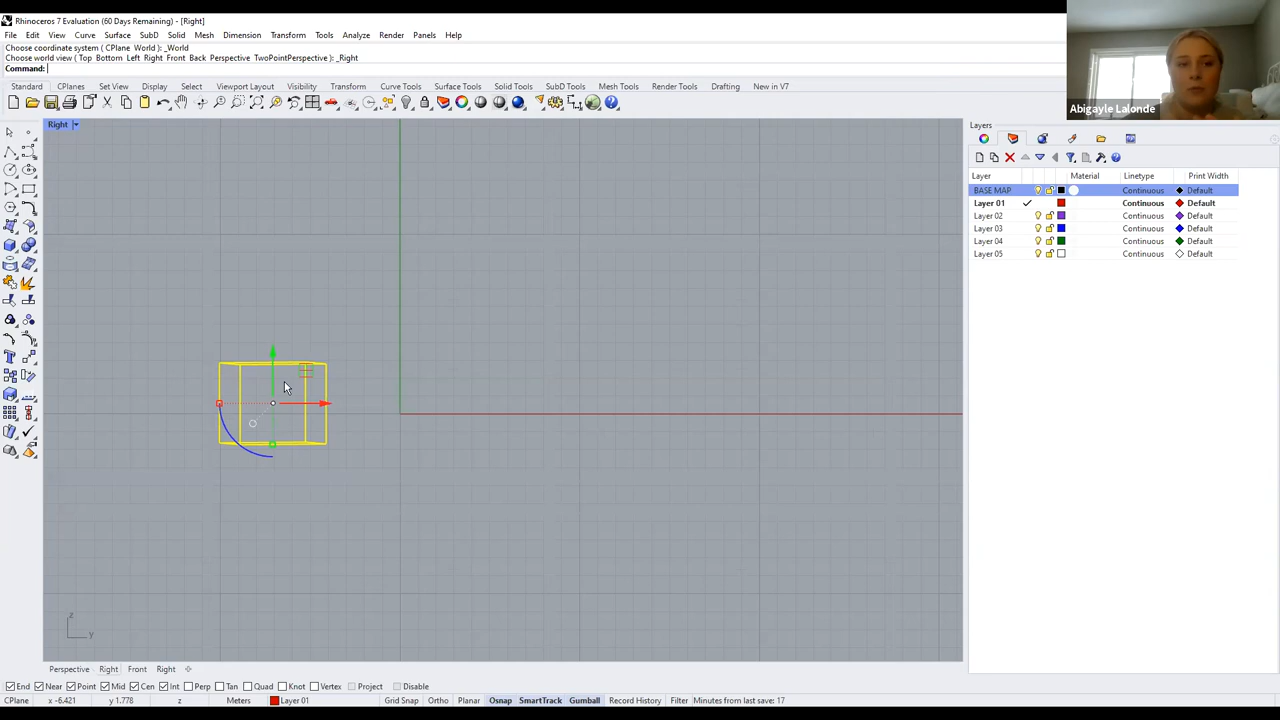 Rhinoceros 7 Evaluation (60 Days Remaining) - [Right]
File Edit View Curve Surface SubD Solid Mesh Dimension Transform Tools Analyze Render Panels Help
Choose coordinate system ( CPlane World ): _World
Choose world view ( Top Bottom Left Right Front Back Perspective TwoPointPerspective ): _Right
Command:
Standard CPlanes Set View Display Select Viewport Layout Visibility Transform Curve Tools Surface Tools Solid Tools SubD Tools Mesh Tools Render Tools Drafting New in V7
Abigayle Lalonde
Right
Layers
Layer Material Linetype Print Width
BASE MAP Continuous Default
Layer 01 Continuous Default
Layer 02 Continuous Default
Layer 03 Continuous Default
Layer 04 Continuous Default
Layer 05 Continuous Default
z
y
Perspective Right Front Right
End Near Point Mid Cen Int Perp Tan Quad Knot Vertex Project Disable
CPlane x -6.421 y 1.778 z Meters Layer 01 Grid Snap Ortho Planar Osnap SmartTrack Gumball Record History Filter Minutes from last save: 17